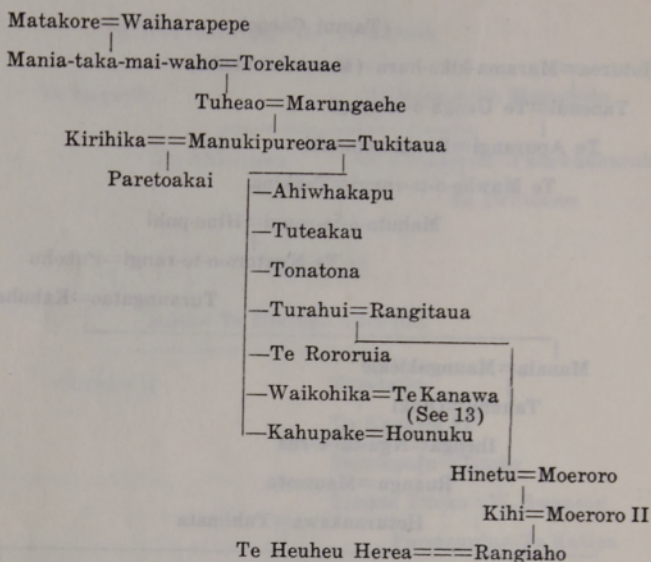 Matakore=Waiharapepe
Mania-taka-mai-waho=Torekauae
Tuheao=Marungaehe
Kirihika==Manukipureora=Tukitaua
Paretoakai
—Ahiwhakapu
—Tuteakau
—Tonatona
—Turahui=Rangitaua
—Te Rororuia
—Waikohika=Te Kanawa
(See 13)
—Kahupake=Hounuku
Hinetu=Moeroro
Kihi=Moeroro II
Te Heuheu Herea===Rangiaho